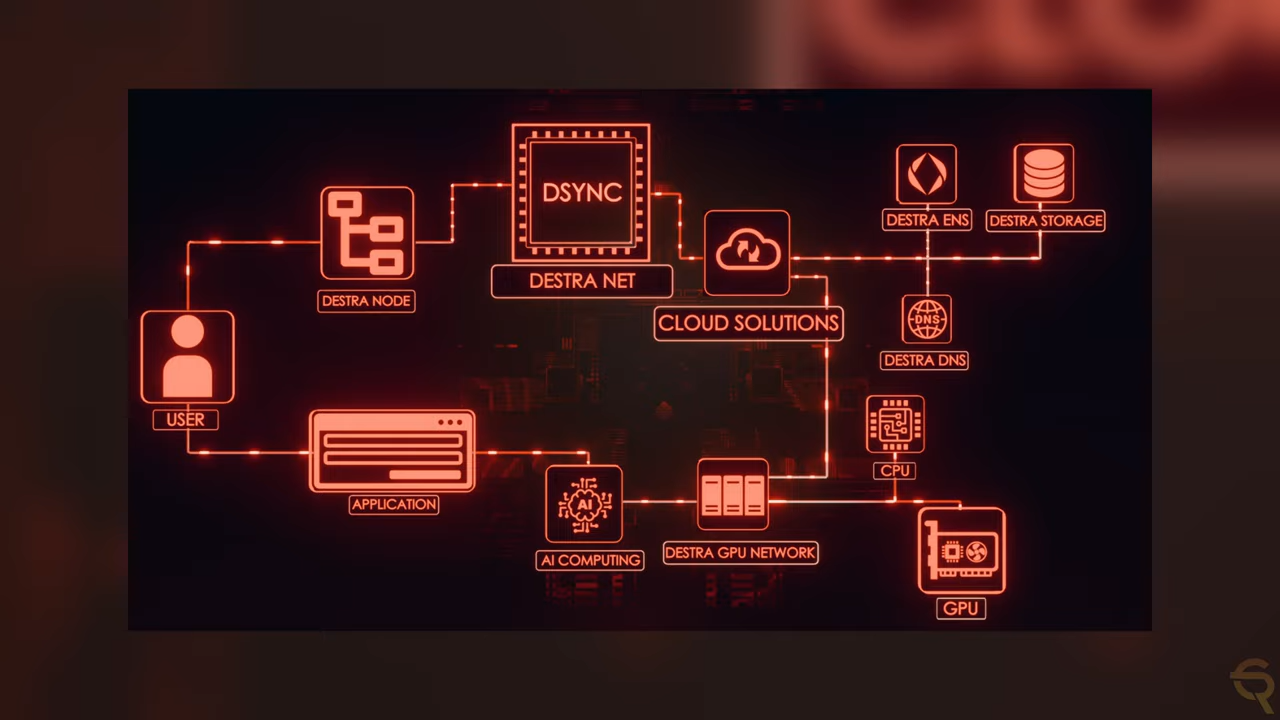 DSYNC
DESTRA NET
DESTRA ENS
DESTRA STORAGE
DESTRA NODE
CLOUD SOLUTIONS
DNS
DESTRA DNS
USER
CPU
APPLICATION
AI
AI COMPUTING
DESTRA GPU NETWORK
GPU